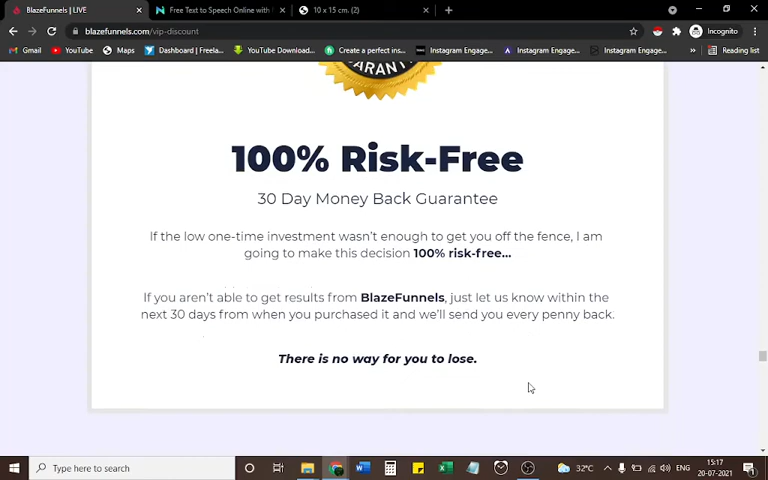 BlazeFunnels | LIVE
Free Text to Speech Online with
10 x 15 cm. (2)
blazefunnels.com/vip-discount
Incognito
Gmail
YouTube
Maps
Dashboard | Freela...
YouTube Download...
Create a perfect in...
Instagram Engage...
Instagram Engage...
Instagram Engage...
Reading list
GUARANTEE
100% Risk-Free
30 Day Money Back Guarantee
If the low one-time investment wasn't enough to get you off the fence, I am
going to make this decision 100% risk-free...
If you aren't able to get results from BlazeFunnels, just let us know within the
next 30 days from when you purchased it and we'll send you every penny back.
There is no way for you to lose.
Type here to search
32°C
ENG
15:17
20-07-2021